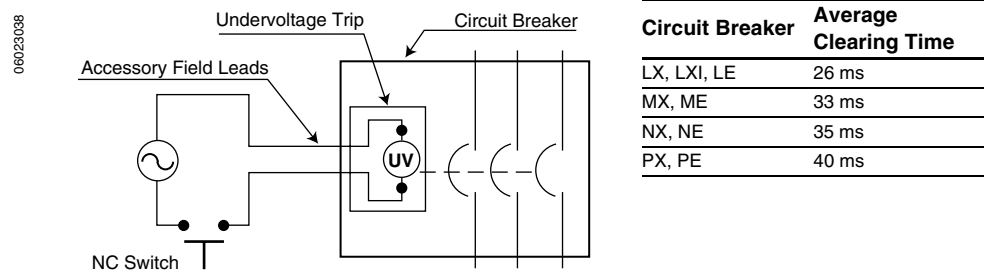 06023038
Undervoltage Trip
Circuit Breaker
Accessory Field Leads
UV
NC Switch
Circuit Breaker Average Clearing Time
LX, LXI, LE 26 ms
MX, ME 33 ms
NX, NE 35 ms
PX, PE 40 ms